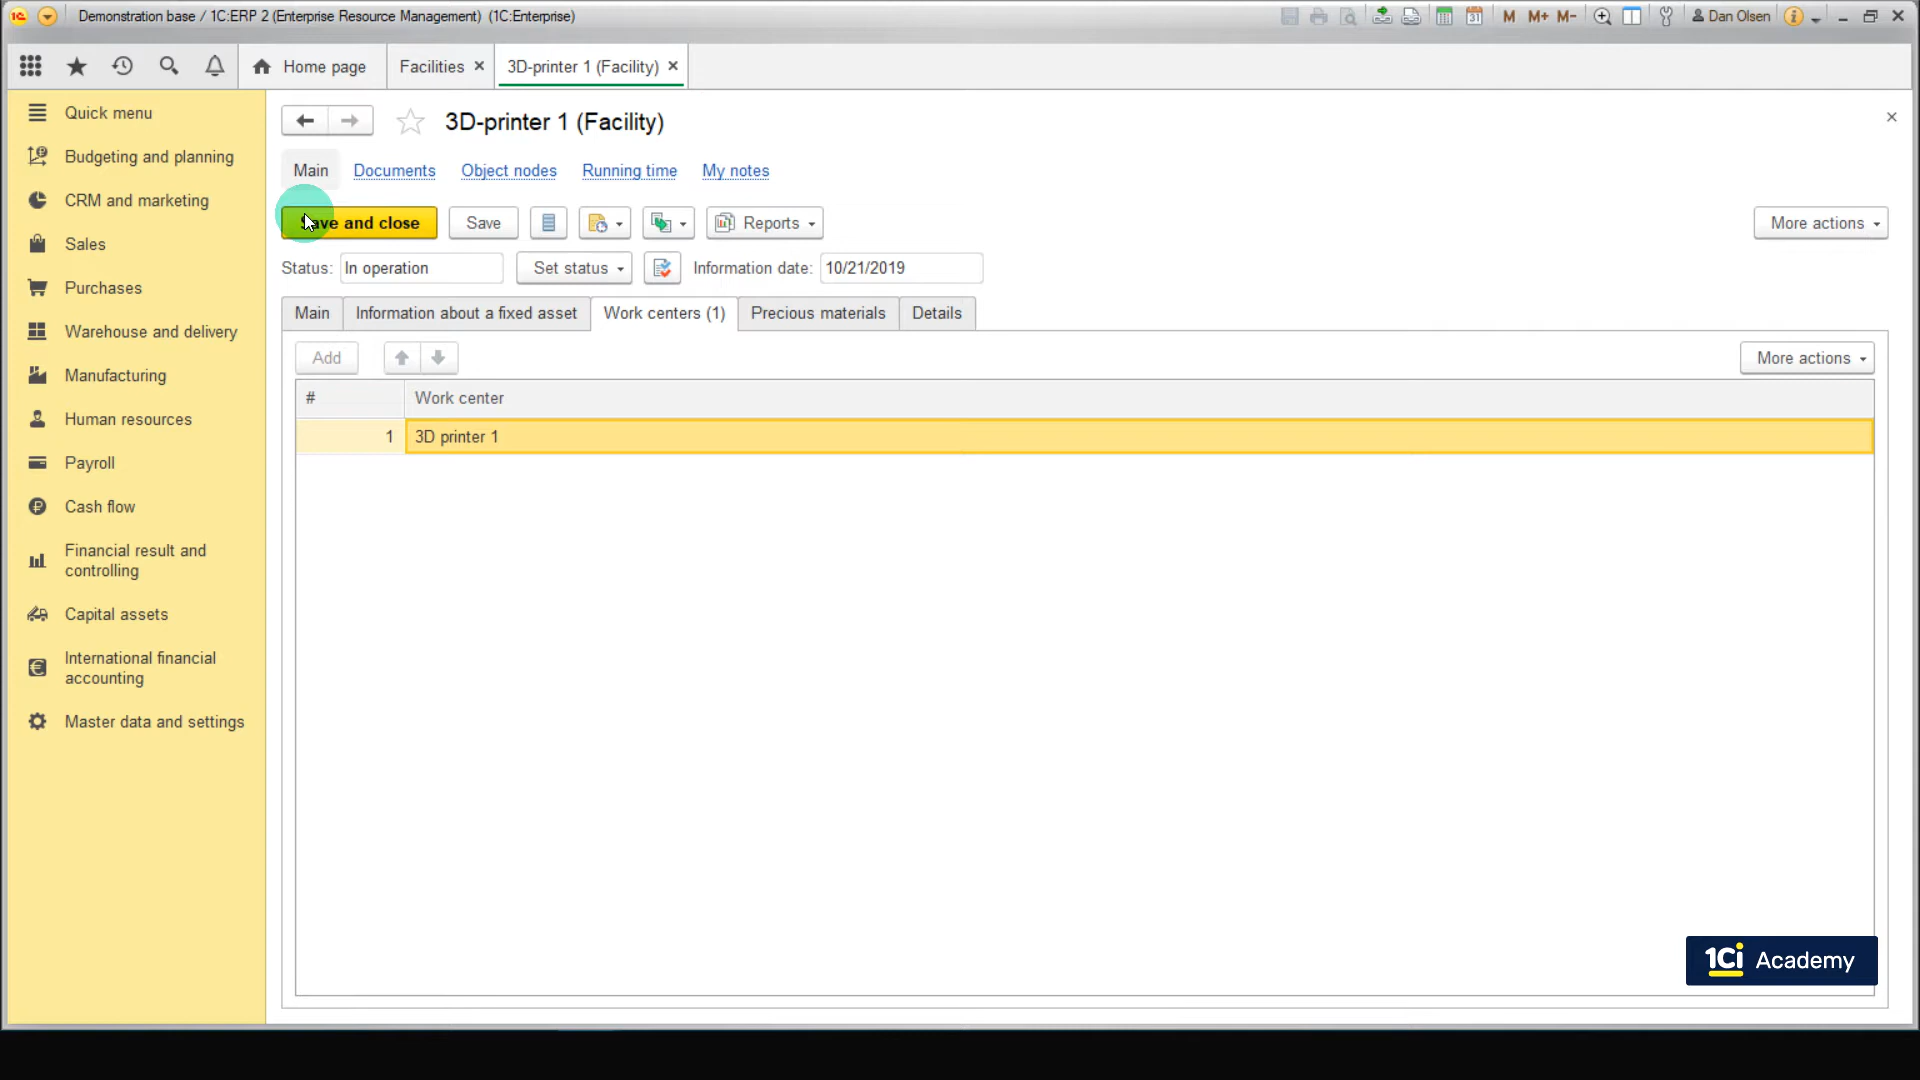 Demonstration base / 1C:ERP 2 (Enterprise Resource Management) (1C:Enterprise)
M M+ M- Dan Olsen
Home page Facilities 3D-printer 1 (Facility)
Quick menu
Budgeting and planning
CRM and marketing
Sales
Purchases
Warehouse and delivery
Manufacturing
Human resources
Payroll
Cash flow
Financial result and
controlling
Capital assets
International financial
accounting
Master data and settings
3D-printer 1 (Facility)
Main Documents Object nodes Running time My notes
Save and close Save Reports More actions
Status: In operation Set status Information date: 10/21/2019
Main Information about a fixed asset Work centers (1) Precious materials Details
Add More actions
# Work center
1 3D printer 1
1Ci Academy